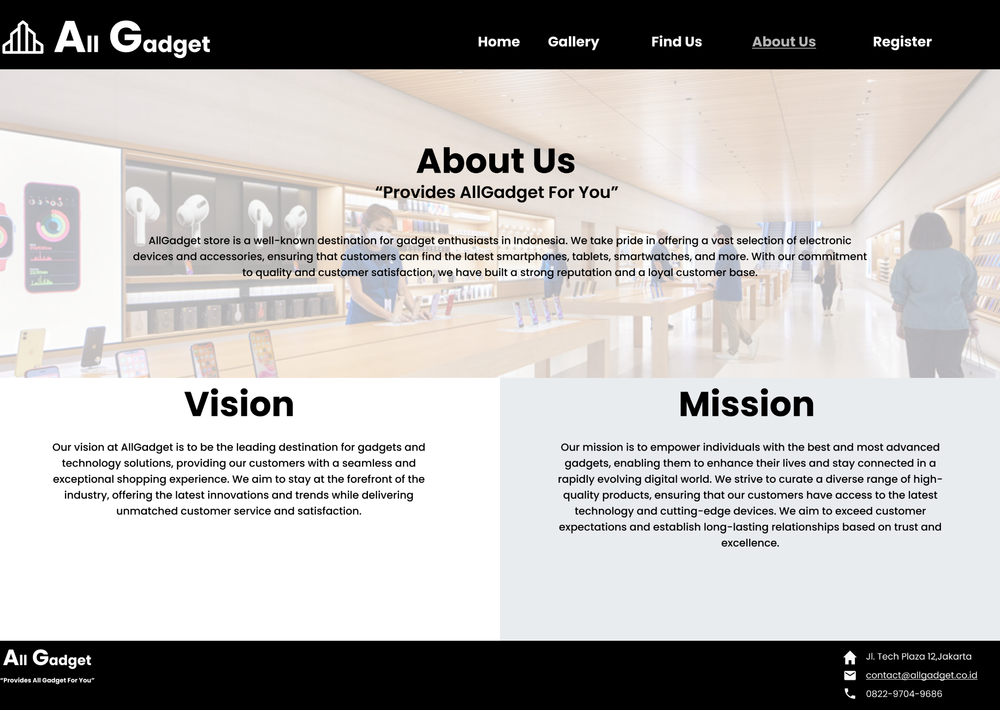 All Gadget
Home Gallery Find Us About Us Register
About Us
“Provides AllGadget For You”
AllGadget store is a well-known destination for gadget enthusiasts in Indonesia. We take pride in offering a vast selection of electronic
devices and accessories, ensuring that customers can find the latest smartphones, tablets, smartwatches, and more. With our commitment
to quality and customer satisfaction, we have built a strong reputation and a loyal customer base.
Vision
Our vision at AllGadget is to be the leading destination for gadgets and
technology solutions, providing our customers with a seamless and
exceptional shopping experience. We aim to stay at the forefront of the
industry, offering the latest innovations and trends while delivering
unmatched customer service and satisfaction.
Mission
Our mission is to empower individuals with the best and most advanced
gadgets, enabling them to enhance their lives and stay connected in a
rapidly evolving digital world. We strive to curate a diverse range of high-
quality products, ensuring that our customers have access to the latest
technology and cutting-edge devices. We aim to exceed customer
expectations and establish long-lasting relationships based on trust and
excellence.
All Gadget
“Provides All Gadget For You”
Jl. Tech Plaza 12,Jakarta
contact@allgadget.co.id
0822-9704-9686